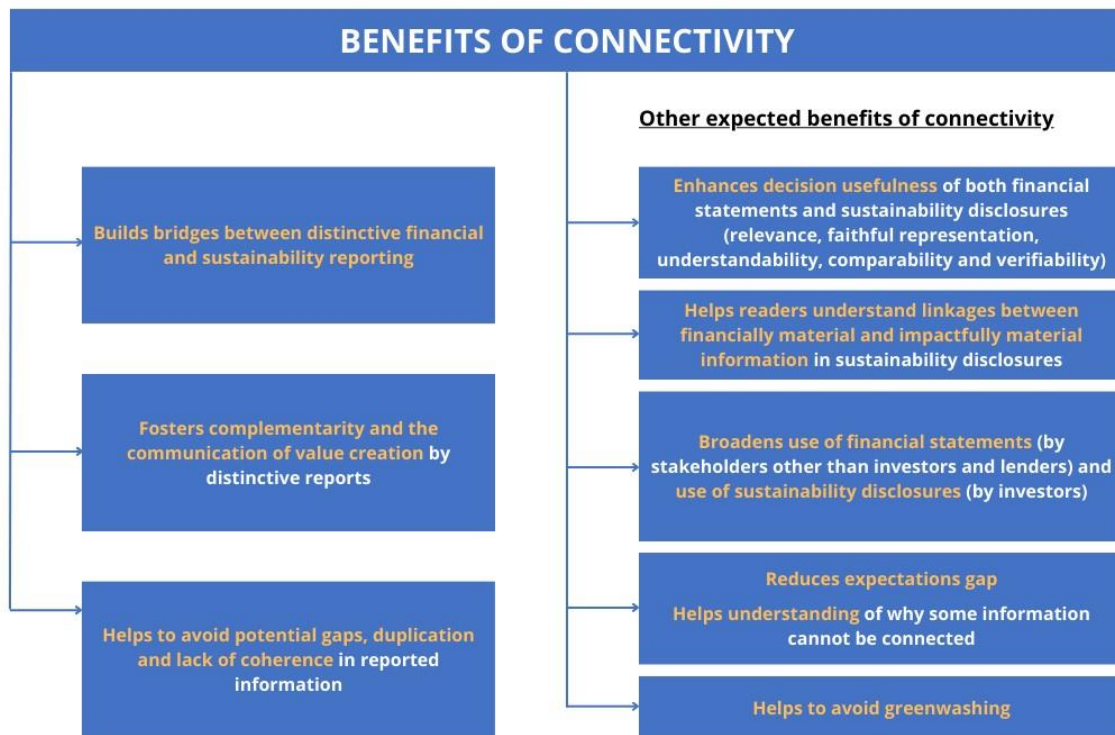 BENEFITS OF CONNECTIVITY
Builds bridges between distinctive financial
and sustainability reporting
Fosters complementarity and the
communication of value creation by
distinctive reports
Helps to avoid potential gaps, duplication
and lack of coherence in reported
information
Other expected benefits of connectivity
Enhances decision usefulness of both financial
statements and sustainability disclosures
(relevance, faithful representation,
understandability, comparability and verifiability)
Helps readers understand linkages between
financially material and impactfully material
information in sustainability disclosures
Broadens use of financial statements (by
stakeholders other than investors and lenders) and
use of sustainability disclosures (by investors)
Reduces expectations gap
Helps understanding of why some information
cannot be connected
Helps to avoid greenwashing